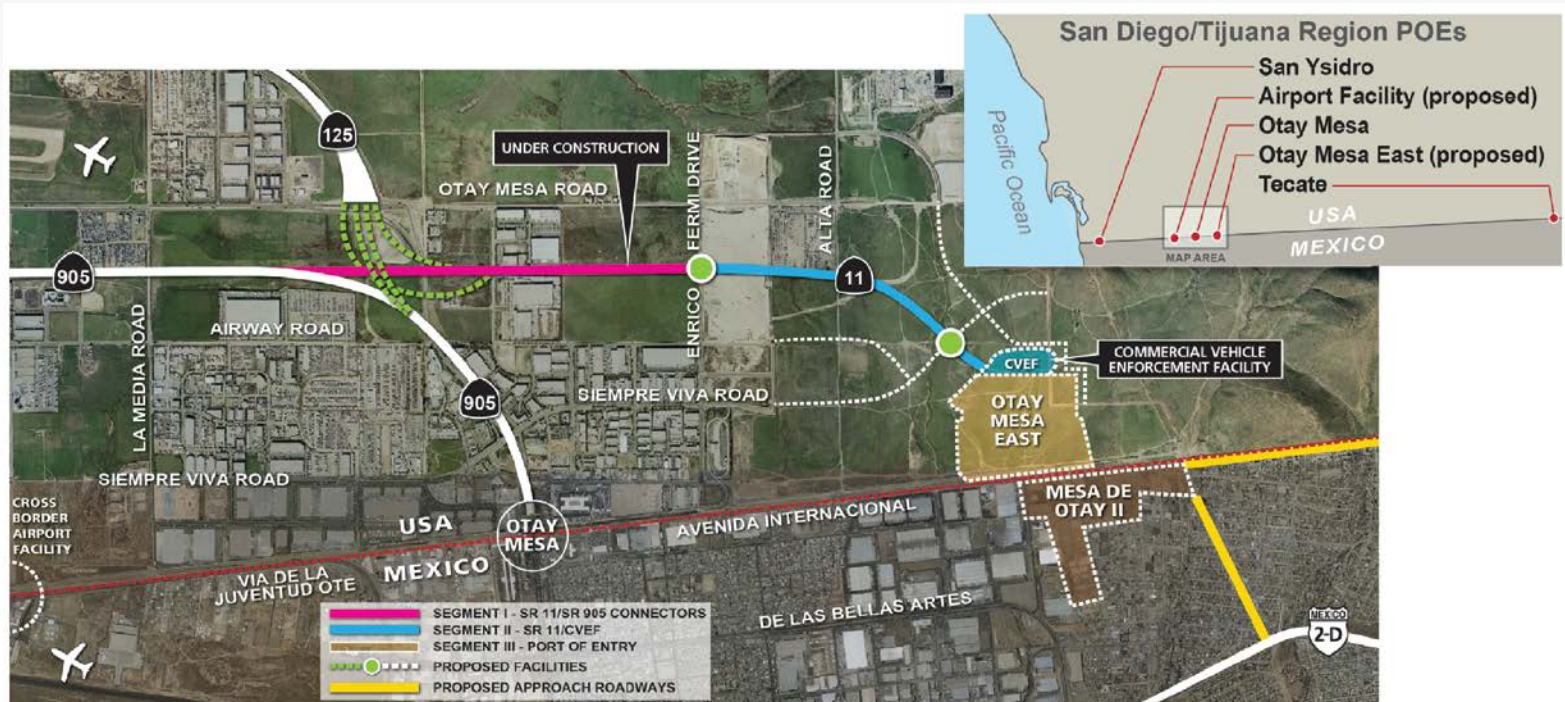 San Diego/Tijuana Region POEs
San Ysidro
Airport Facility (proposed)
Otay Mesa
Otay Mesa East (proposed)
Tecate
Pacific Ocean
USA
MEXICO
MAP AREA
125
UNDER CONSTRUCTION
OTAY MESA ROAD
ENRICO FERMI DRIVE
ALTA ROAD
905
11
LA MEDIA ROAD
AIRWAY ROAD
CVEF
COMMERCIAL VEHICLE
ENFORCEMENT FACILITY
905
SIEMPRE VIVA ROAD
OTAY
MESA
EAST
SIEMPRE VIVA ROAD
CROSS
BORDER
AIRPORT
FACILITY
USA
OTAY
MESA
AVENIDA INTERNACIONAL
MESA DE
OTAY II
MEXICO
VIA DE LA
JUVENTUD OTE
DE LAS BELLAS ARTES
MEXICO
2-D
SEGMENT I - SR 11/SR 905 CONNECTORS
SEGMENT II - SR 11/CVEF
SEGMENT III - PORT OF ENTRY
PROPOSED FACILITIES
PROPOSED APPROACH ROADWAYS